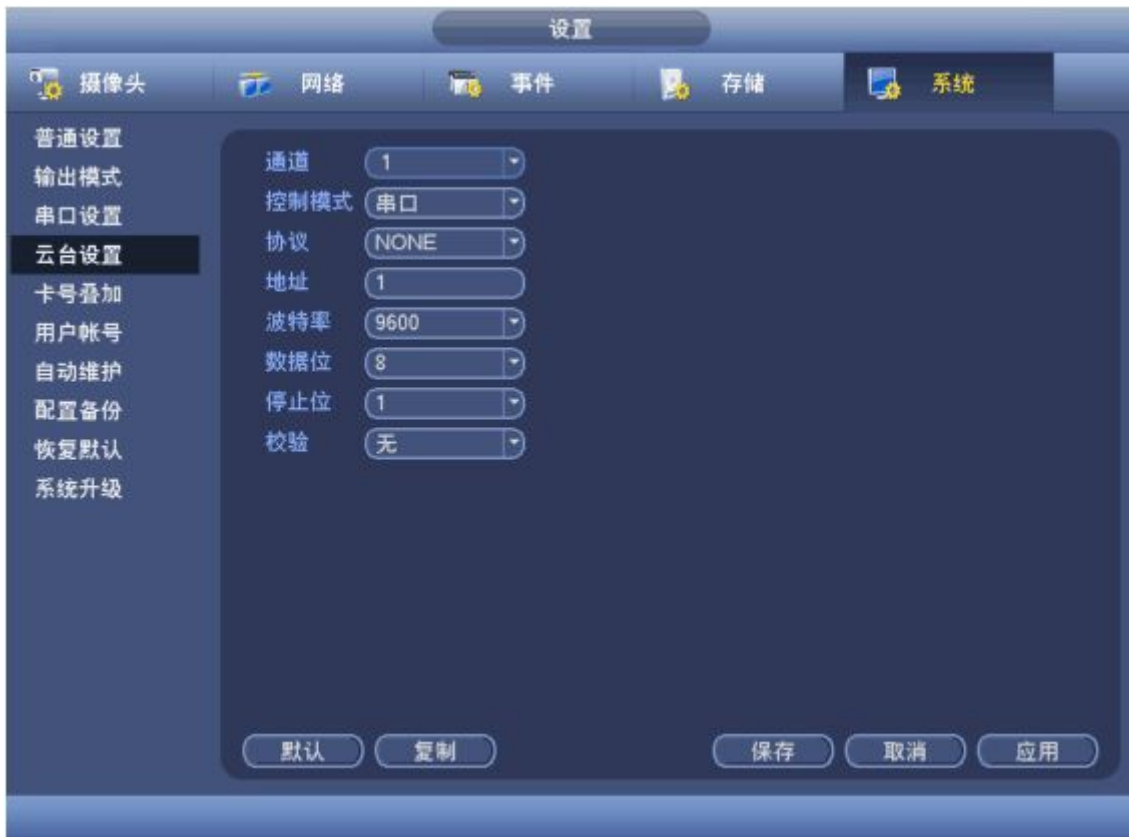 设置
摄像头 网络 事件 存储 系统
普通设置
输出模式
串口设置
云台设置
卡号叠加
用户帐号
自动维护
配置备份
恢复默认
系统升级
通道 1
控制模式 串口
协议 NONE
地址 1
波特率 9600
数据位 8
停止位 1
校验 无
默认 复制 保存 取消 应用